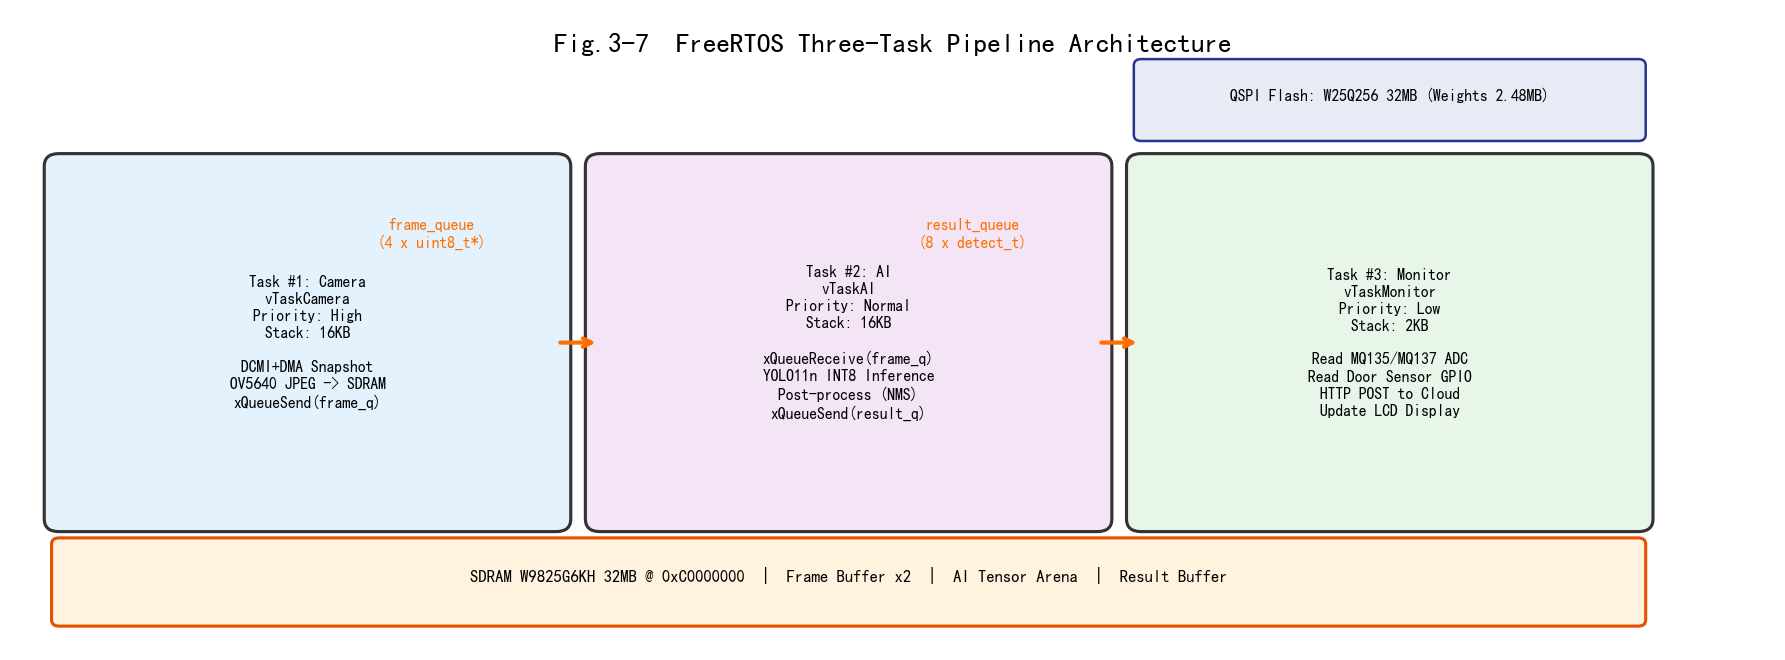 Fig.3-7  FreeRTOS Three-Task Pipeline Architecture
QSPI Flash: W25Q256 32MB (Weights 2.48MB)
frame_queue
(4 x uint8_t*)
Task #1: Camera
vTaskCamera
Priority: High
Stack: 16KB
DCMI+DMA Snapshot
OV5640 JPEG -> SDRAM
xQueueSend(frame_q)
result_queue
(8 x detect_t)
Task #2: AI
vTaskAI
Priority: Normal
Stack: 16KB
xQueueReceive(frame_q)
YOLO11n INT8 Inference
Post-process (NMS)
xQueueSend(result_q)
Task #3: Monitor
vTaskMonitor
Priority: Low
Stack: 2KB
Read MQ135/MQ137 ADC
Read Door Sensor GPIO
HTTP POST to Cloud
Update LCD Display
SDRAM W9825G6KH 32MB @ 0xC0000000  |  Frame Buffer x2  |  AI Tensor Arena  |  Result Buffer